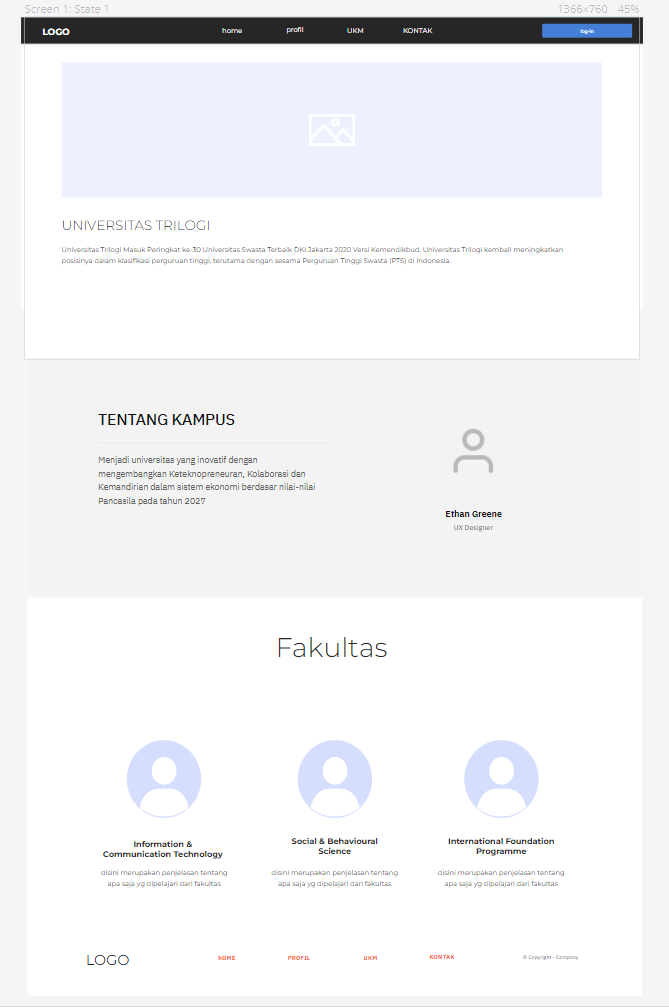 Screen 1: State 1 1366×760 45%
LOGO home profil UKM KONTAK log-in
UNIVERSITAS TRILOGI
Universitas Trilogi Masuk Peringkat ke-30 Universitas Swasta Terbaik DKI Jakarta 2020 Versi Kemendikbud. Universitas Trilogi kembali meningkatkan
posisinya dalam klasifikasi perguruan tinggi, terutama dengan sesama Perguruan Tinggi Swasta (PTS) di Indonesia.
TENTANG KAMPUS
Menjadi universitas yang inovatif dengan
mengembangkan Keteknopreneuran, Kolaborasi dan
Kemandirian dalam sistem ekonomi berdasar nilai-nilai
Pancasila pada tahun 2027
Ethan Greene
UX Designer
Fakultas
Information &
Communication Technology
disini merupakan penjelasan tentang
apa saja yg dipelajari dari fakultas
Social & Behavioural
Science
disini merupakan penjelasan tentang
apa saja yg dipelajari dari fakultas
International Foundation
Programme
disini merupakan penjelasan tentang
apa saja yg dipelajari dari fakultas
LOGO hOME PROFIL UKM KONTAK © Copyright - Company